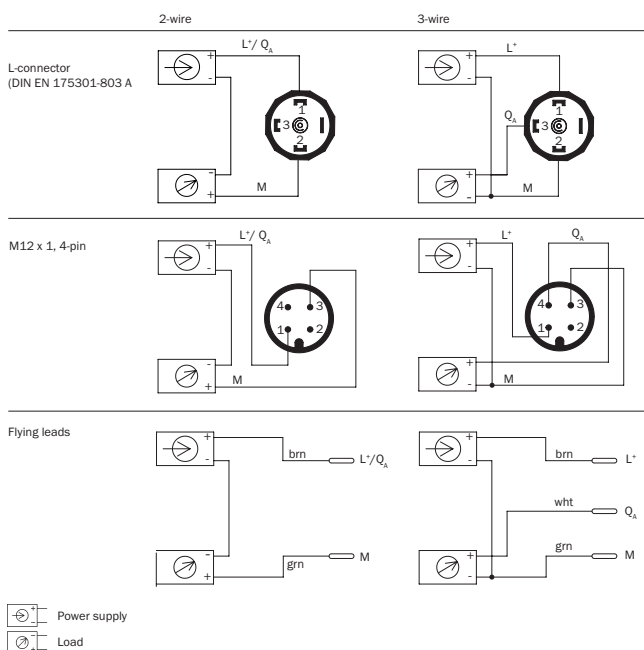 2-wire 3-wire
L-connector
(DIN EN 175301-803 A
L⁺/ Q_A
+
-
1
3
2
-
+
M
L⁺
+
-
Q_A
1
3
2
+
-
M
M12 x 1, 4-pin
L⁺/ Q_A
+
-
4 3
1 2
-
+
M
L⁺ Q_A
+
-
4 3
1 2
+
-
M
Flying leads
+
-
brn L⁺/Q_A
-
+
grn M
+
-
brn L⁺
wht Q_A
+
-
grn M
+
-
Power supply
-
+
Load